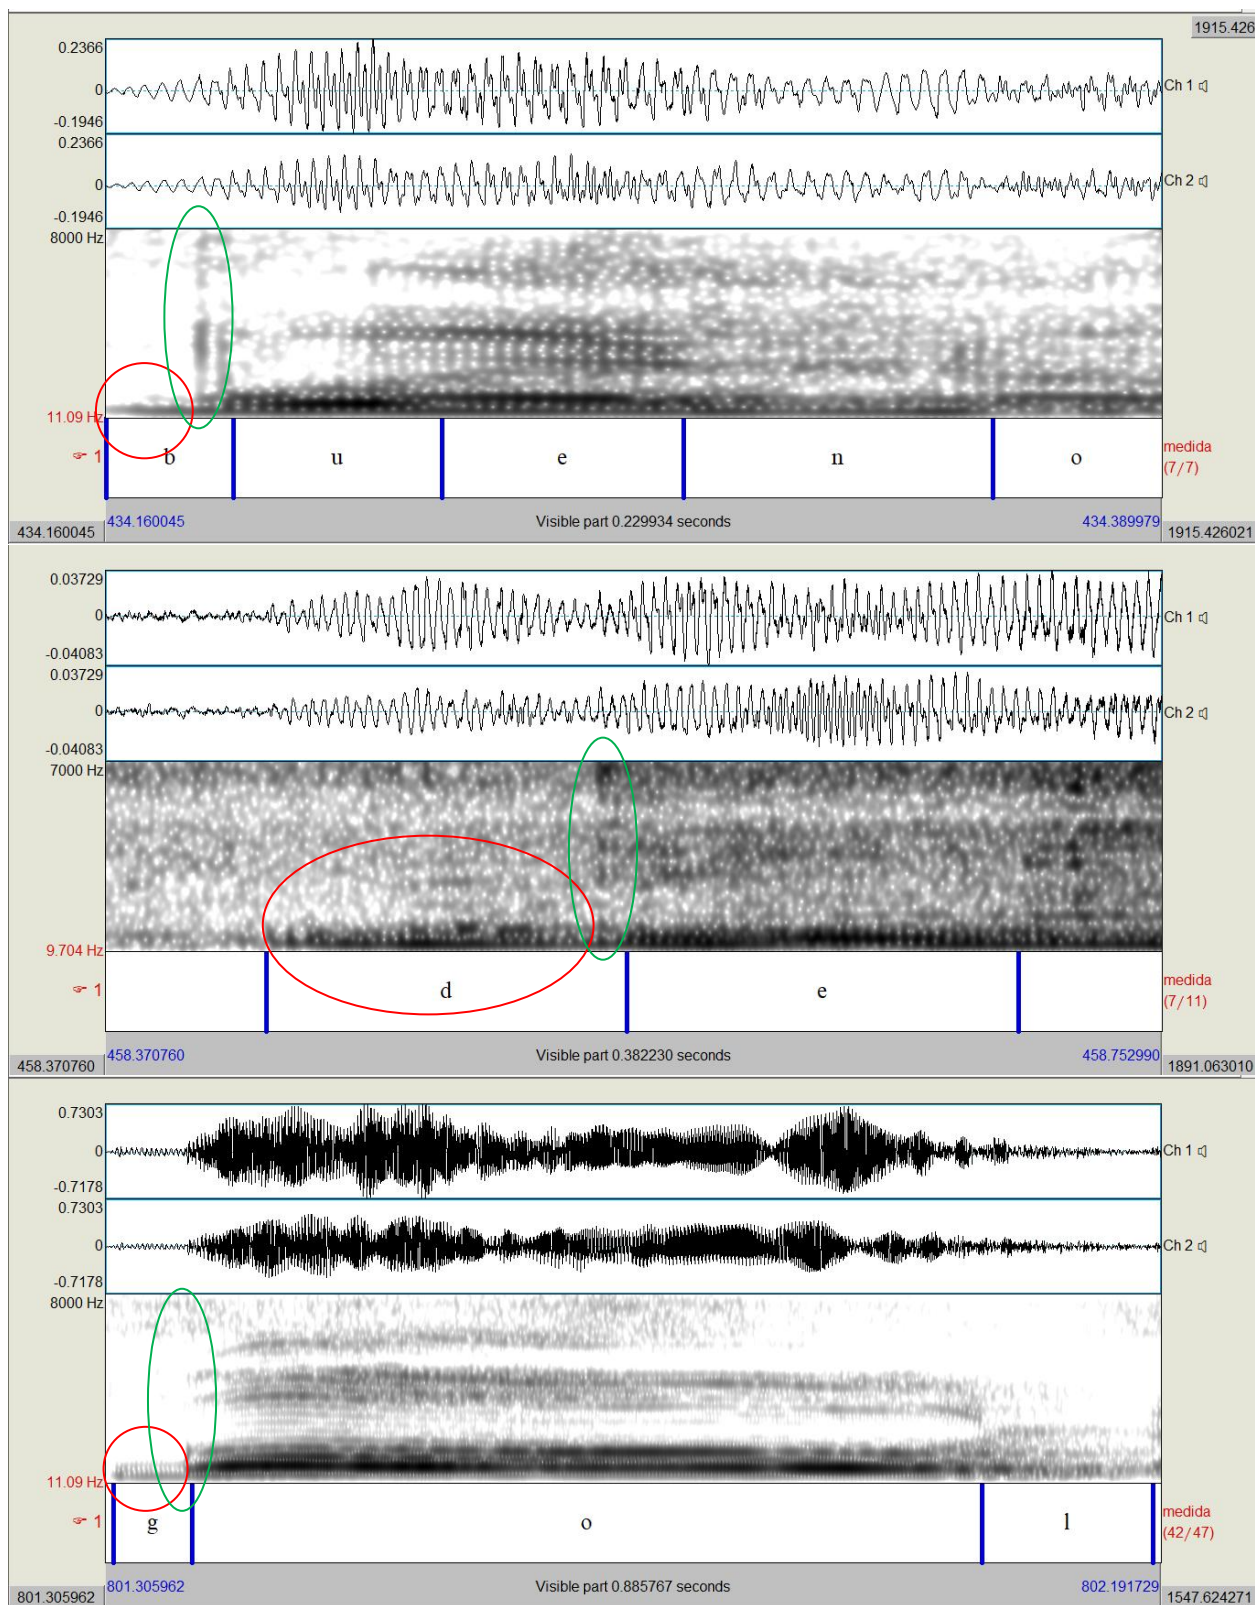 1915.426
0.2366
0
-0.1946
Ch 1
0.2366
0
-0.1946
Ch 2
8000 Hz
11.09 Hz
1
b u e n o
medida
(7/7)
434.160045 434.160045 Visible part 0.229934 seconds 434.389979 1915.426021
0.03729
0
-0.04083
Ch 1
0.03729
0
-0.04083
Ch 2
7000 Hz
9.704 Hz
1
d e
medida
(7/11)
458.370760 458.370760 Visible part 0.382230 seconds 458.752990 1891.063010
0.7303
0
-0.7178
Ch 1
0.7303
0
-0.7178
Ch 2
8000 Hz
11.09 Hz
1
g o l
medida
(42/47)
801.305962 801.305962 Visible part 0.885767 seconds 802.191729 1547.624271